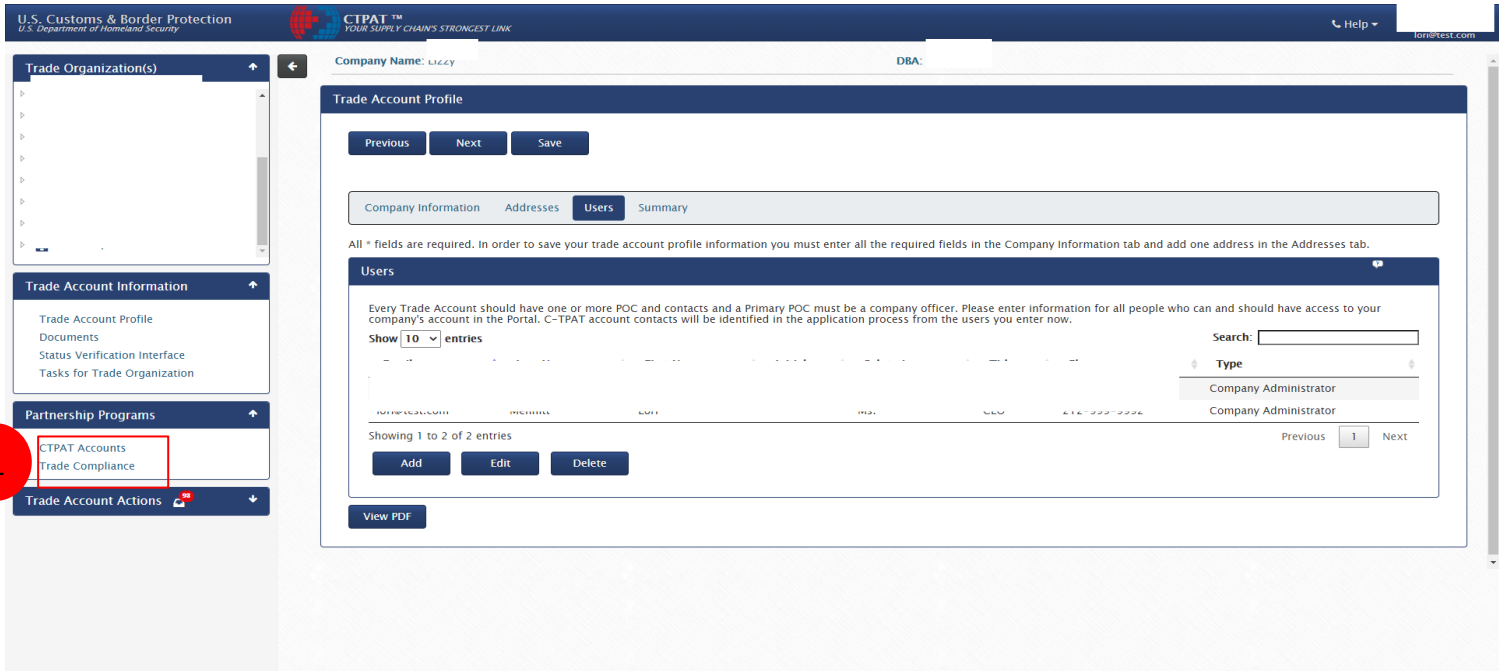 U.S. Customs & Border Protection
U.S. Department of Homeland Security
CTPAT ™
YOUR SUPPLY CHAIN'S STRONGEST LINK
Help
lori@test.com
Trade Organization(s)
Company Name: Lizzy
DBA:
Trade Account Profile
Previous Next Save
Company Information Addresses Users Summary
All * fields are required. In order to save your trade account profile information you must enter all the required fields in the Company Information tab and add one address in the Addresses tab.
Users
Every Trade Account should have one or more POC and contacts and a Primary POC must be a company officer. Please enter information for all people who can and should have access to your
company's account in the Portal. C-TPAT account contacts will be identified in the application process from the users you enter now.
Show 10 entries
Search:
Type
Company Administrator
lori@test.com Lori Ms. CEO Company Administrator
Showing 1 to 2 of 2 entries
Previous 1 Next
Add Edit Delete
View PDF
Trade Account Information
Trade Account Profile
Documents
Status Verification Interface
Tasks for Trade Organization
Partnership Programs
CTPAT Accounts
Trade Compliance
Trade Account Actions 98